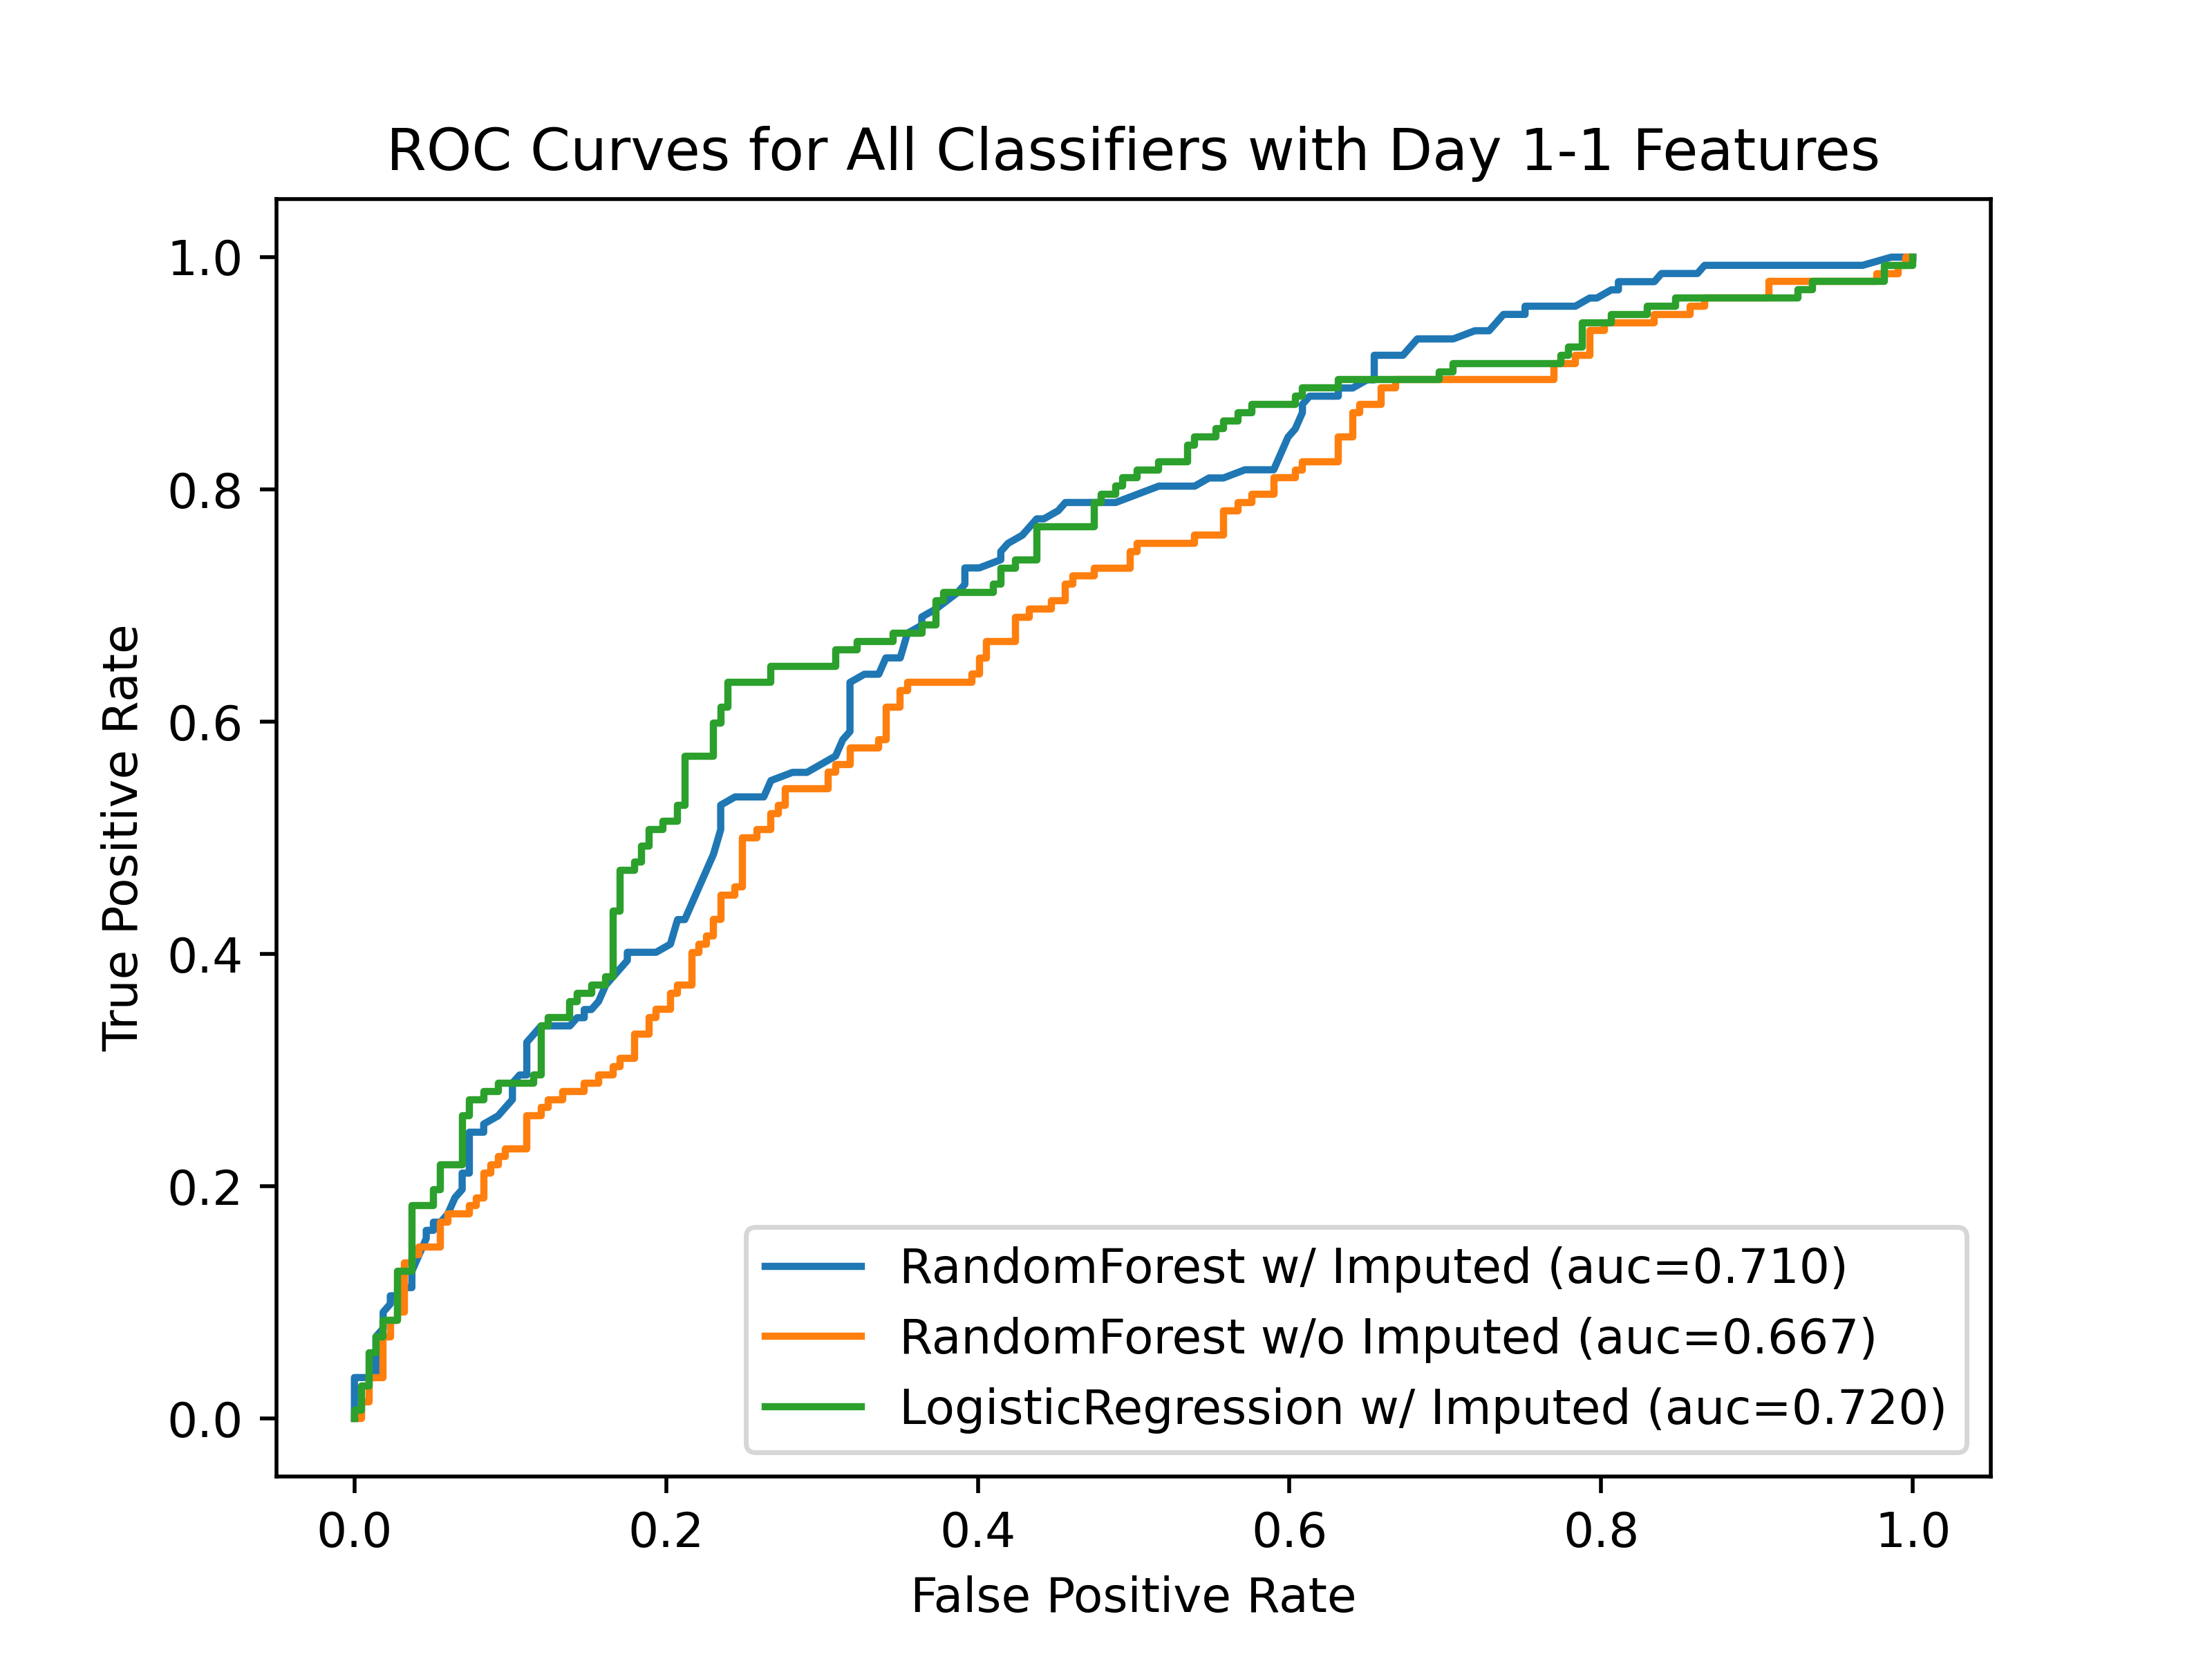 ROC Curves for All Classifiers with Day 1-1 Features
True Positive Rate
1.0
0.8
0.6
0.4
0.2
0.0
RandomForest w/ Imputed (auc=0.710)
RandomForest w/o Imputed (auc=0.667)
LogisticRegression w/ Imputed (auc=0.720)
0.0 0.2 0.4 0.6 0.8 1.0
False Positive Rate